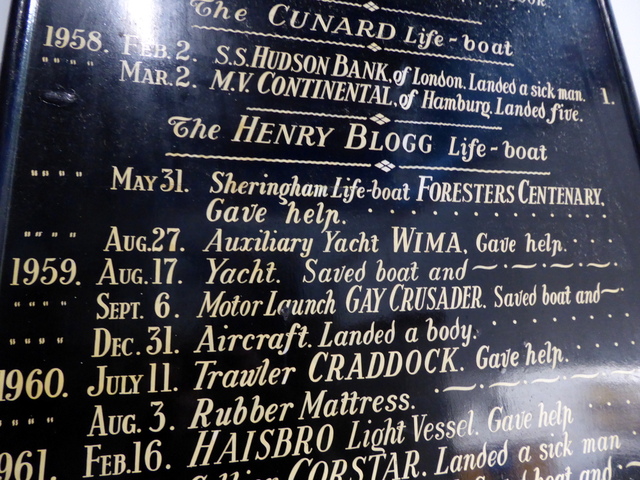 The CUNARD Life-boat
1958. FEB. 2. S.S. HUDSON BANK, of London. Landed a sick man. 1.
" " " " MAR. 2. M.V. CONTINENTAL, of Hamburg. Landed five.
The HENRY BLOGG Life-boat
" " " " MAY 31. Sheringham Life-boat FORESTERS CENTENARY.
Gave help. . . . . . . . . . . . .
" " " " AUG. 27. Auxiliary Yacht WIMA. Gave help. . . .
1959. AUG. 17. Yacht. Saved boat and
" " " " SEPT. 6. Motor Launch GAY CRUSADER. Saved boat and
" " " " DEC. 31. Aircraft. Landed a body. . . . . . .
1960. JULY 11. Trawler CRADDOCK. Gave help. . . .
" " " " AUG. 3. Rubber Mattress.
961. FEB. 16. HAISBRO Light Vessel. Gave help . . . .
CORSTAR. Landed a sick man
boat and